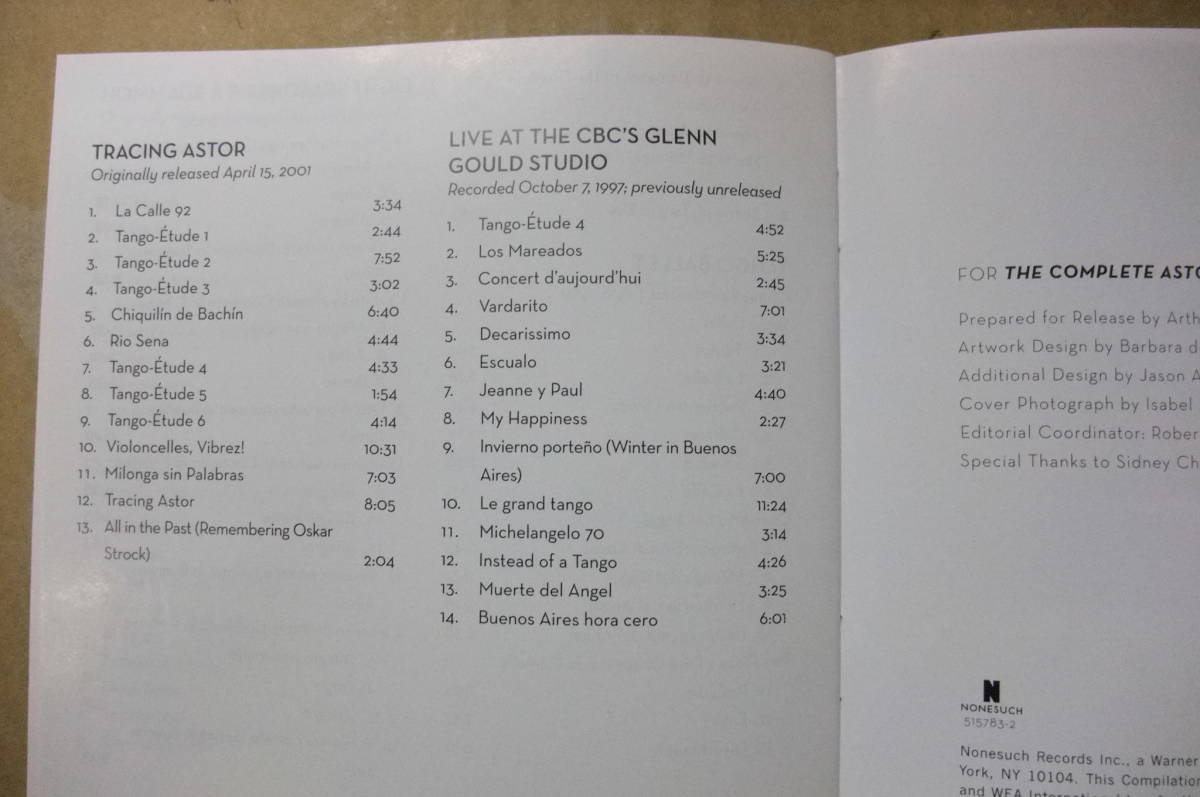 TRACING ASTOR
Originally released April 15, 2001
1. La Calle 92 3:34
2. Tango-Étude 1 2:44
3. Tango-Étude 2 7:52
4. Tango-Étude 3 3:02
5. Chiquilín de Bachín 6:40
6. Rio Sena 4:44
7. Tango-Étude 4 4:33
8. Tango-Étude 5 1:54
9. Tango-Étude 6 4:14
10. Violoncelles, Vibrez! 10:31
11. Milonga sin Palabras 7:03
12. Tracing Astor 8:05
13. All in the Past (Remembering Oskar
Strock) 2:04
LIVE AT THE CBC'S GLENN
GOULD STUDIO
Recorded October 7, 1997; previously unreleased
1. Tango-Étude 4 4:52
2. Los Mareados 5:25
3. Concert d'aujourd'hui 2:45
4. Vardarito 7:01
5. Decarissimo 3:34
6. Escualo 3:21
7. Jeanne y Paul 4:40
8. My Happiness 2:27
9. Invierno porteño (Winter in Buenos
Aires) 7:00
10. Le grand tango 11:24
11. Michelangelo 70 3:14
12. Instead of a Tango 4:26
13. Muerte del Angel 3:25
14. Buenos Aires hora cero 6:01
FOR THE COMPLETE
Prepared for Release by
Artwork Design by Barbara
Additional Design by Jason
Cover Photograph by Isabel
Editorial Coordinator:
Special Thanks to Sidney
N
NONESUCH
515783-2
Nonesuch Records Inc., a Warner
York, NY 10104. This Compilation
and WEA